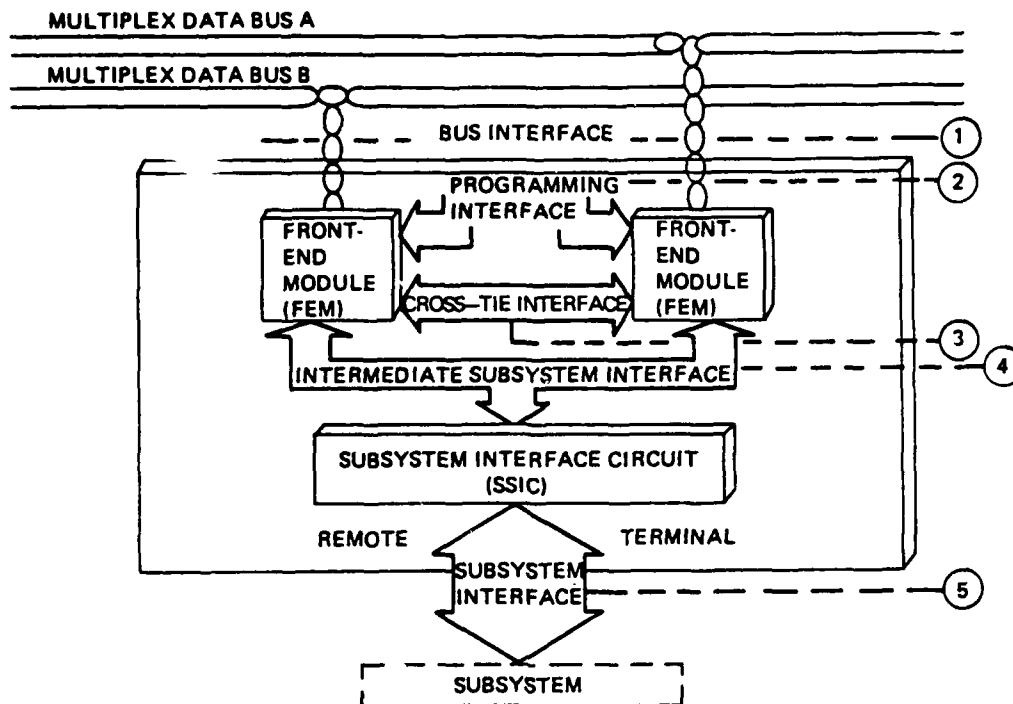 MULTIPLEX DATA BUS A
MULTIPLEX DATA BUS B
BUS INTERFACE
1
PROGRAMMING
INTERFACE
2
FRONT-
END
MODULE
(FEM)
FRONT-
END
MODULE
(FEM)
CROSS-TIE INTERFACE
3
INTERMEDIATE SUBSYSTEM INTERFACE
4
SUBSYSTEM INTERFACE CIRCUIT
(SSIC)
REMOTE
TERMINAL
SUBSYSTEM
INTERFACE
5
SUBSYSTEM